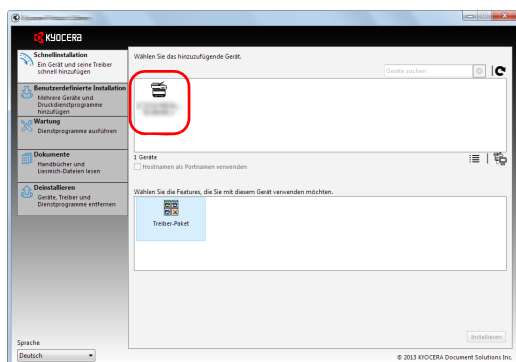 KYOCERA
Schnellinstallation
Ein Gerät und seine Treiber
schnell hinzufügen
Benutzerdefinierte Installation
Mehrere Geräte und
Druckdienstprogramme
hinzufügen
Wartung
Dienstprogramme ausführen
Dokumente
Handbücher und
Liesmich-Dateien lesen
Deinstallieren
Geräte, Treiber und
Dienstprogramme entfernen
Sprache
Deutsch
Wählen Sie das hinzuzufügende Gerät.
Geräte suchen
1 Geräte
Hostnamen als Portnamen verwenden
Wählen Sie die Features, die Sie mit diesem Gerät verwenden möchten.
Treiber-Paket
Installieren
© 2013 KYOCERA Document Solutions Inc.